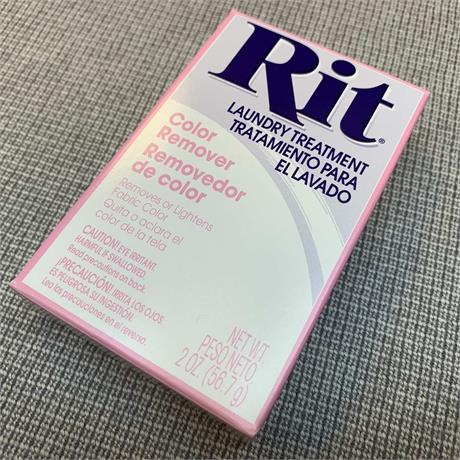 Rit®
LAUNDRY TREATMENT
TRATAMIENTO PARA
EL LAVADO
Color
Remover
Removedor
de color
Removes or Lightens
Fabric Color
Quita o aclara el
color de la tela
CAUTION! EYE IRRITANT.
HARMFUL IF SWALLOWED.
Read precautions on back.
¡PRECAUCIÓN! IRRITA LOS OJOS.
ES PELIGROSA SU INGESTIÓN.
Lea las precauciones en el reverso.
NET WT.
PESO NETO.
2 OZ. (56.7 g)